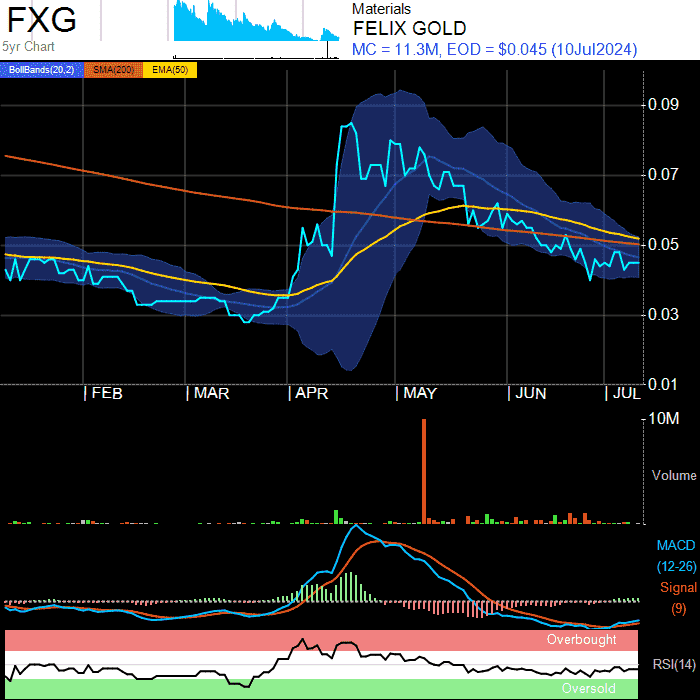 FXG
5yr Chart
Materials
FELIX GOLD
MC = 11.3M, EOD = $0.045 (10Jul2024)
BollBands(20,2) SMA(200) EMA(50)
0.09
0.07
0.05
0.03
0.01
FEB MAR APR MAY JUN JUL
10M
Volume
MACD
(12-26)
Signal
(9)
Overbought
RSI(14)
Oversold